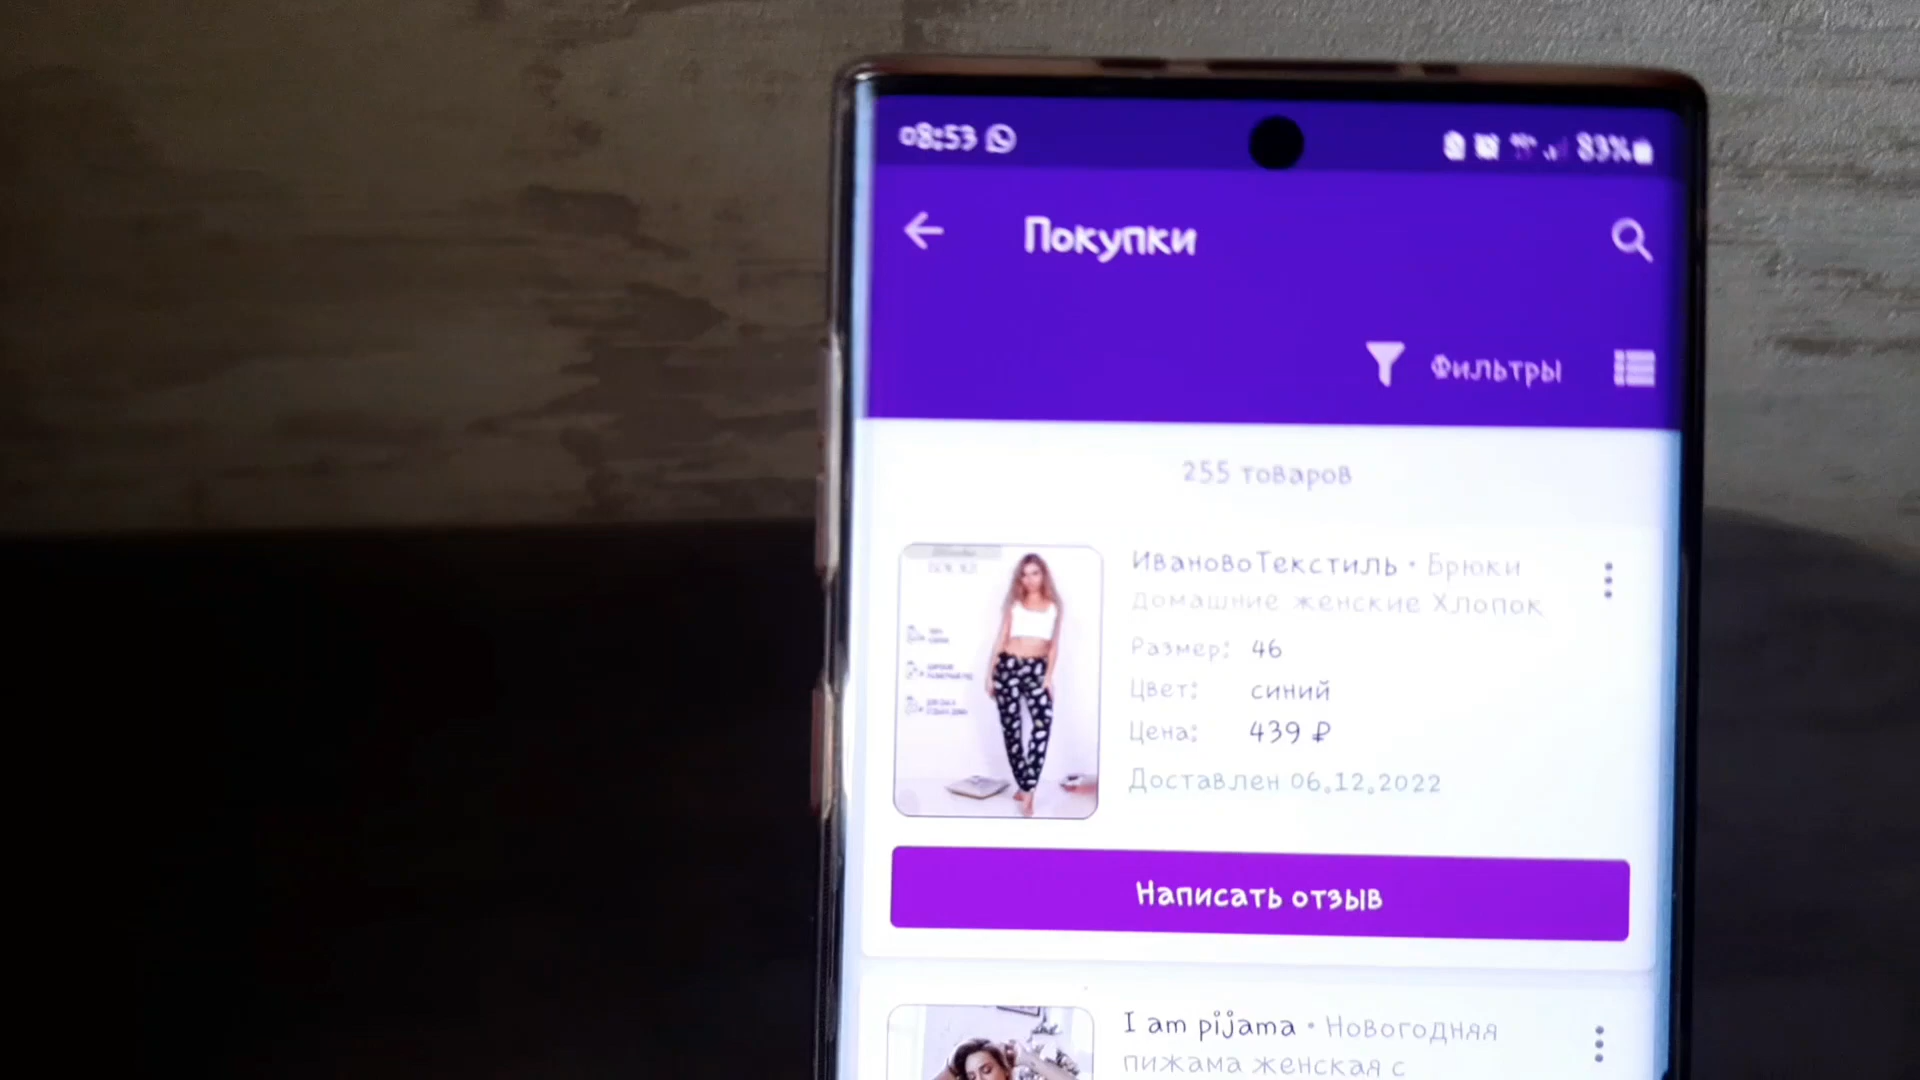 08:53
83%
Покупки
Фильтры
255 товаров
ИвановоТекстиль • Брюки
домашние женские Хлопок
Размер: 46
Цвет: синий
Цена: 439 ₽
Доставлен 06.12.2022
Написать отзыв
I am pijama • Новогодняя
пижама женская с